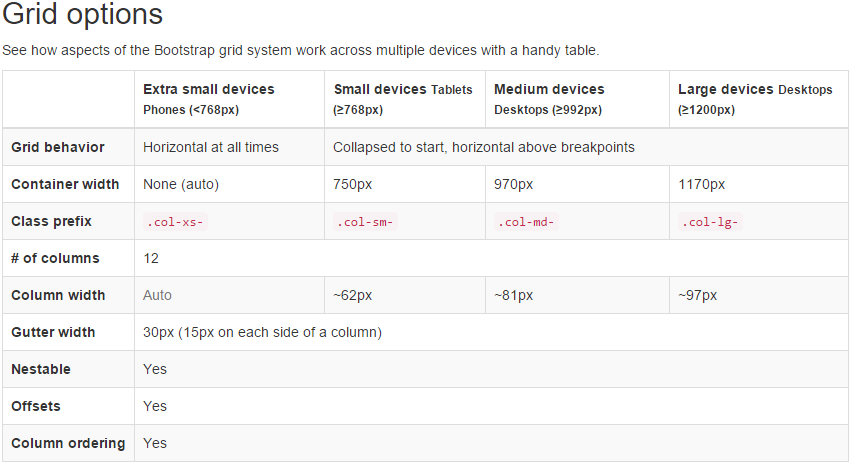 Grid options
See how aspects of the Bootstrap grid system work across multiple devices with a handy table.
Extra small devices Small devices Tablets Medium devices Large devices Desktops
Phones (<768px) (≥768px) Desktops (≥992px) (≥1200px)
Grid behavior Horizontal at all times Collapsed to start, horizontal above breakpoints
Container width None (auto) 750px 970px 1170px
Class prefix .col-xs- .col-sm- .col-md- .col-lg-
# of columns 12
Column width Auto ~62px ~81px ~97px
Gutter width 30px (15px on each side of a column)
Nestable Yes
Offsets Yes
Column ordering Yes